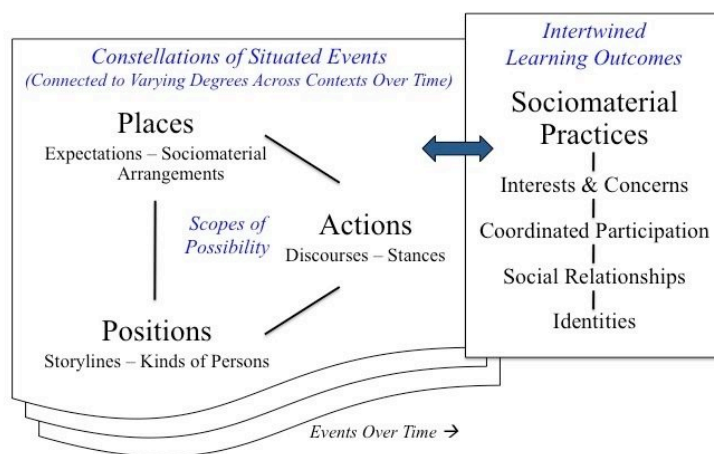 Constellations of Situated Events
(Connected to Varying Degrees Across Contexts Over Time)
Places
Expectations – Sociomaterial
Arrangements
Scopes of
Possibility
Actions
Discourses – Stances
Positions
Storylines – Kinds of Persons
Events Over Time →
Intertwined
Learning Outcomes
Sociomaterial
Practices
Interests & Concerns
Coordinated Participation
Social Relationships
Identities